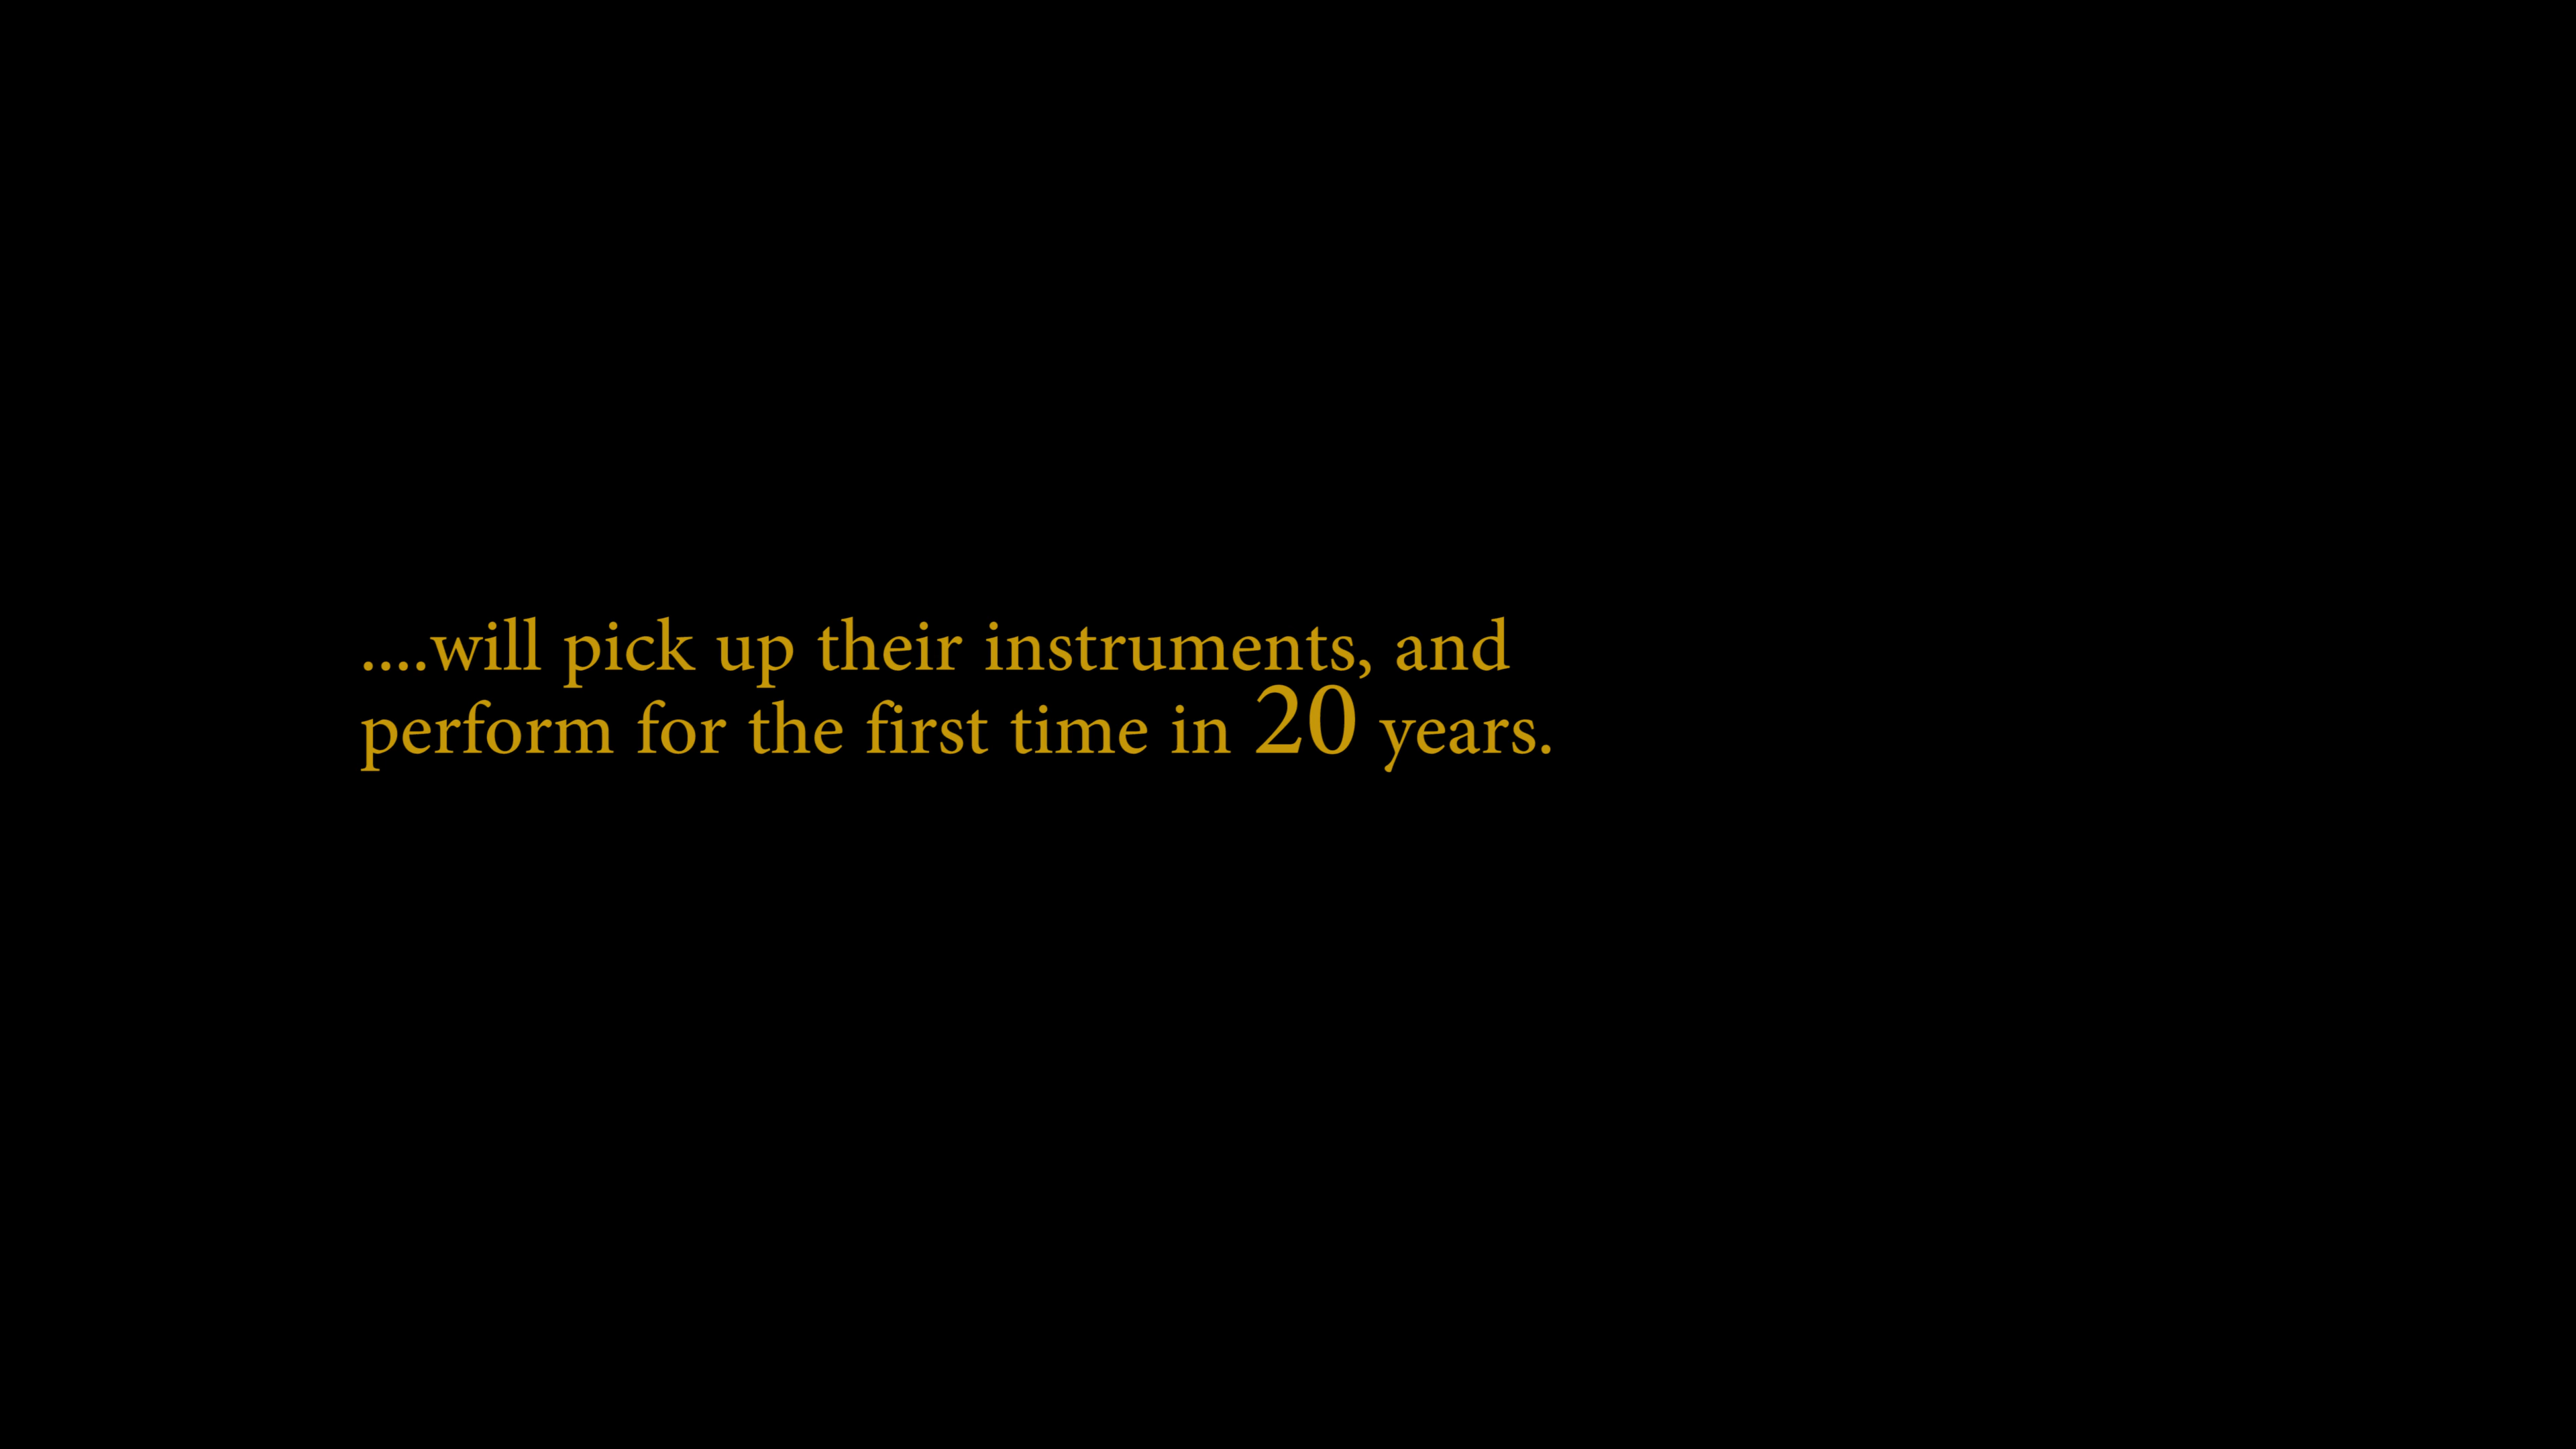 ....will pick up their instruments, and
perform for the first time in 20 years.